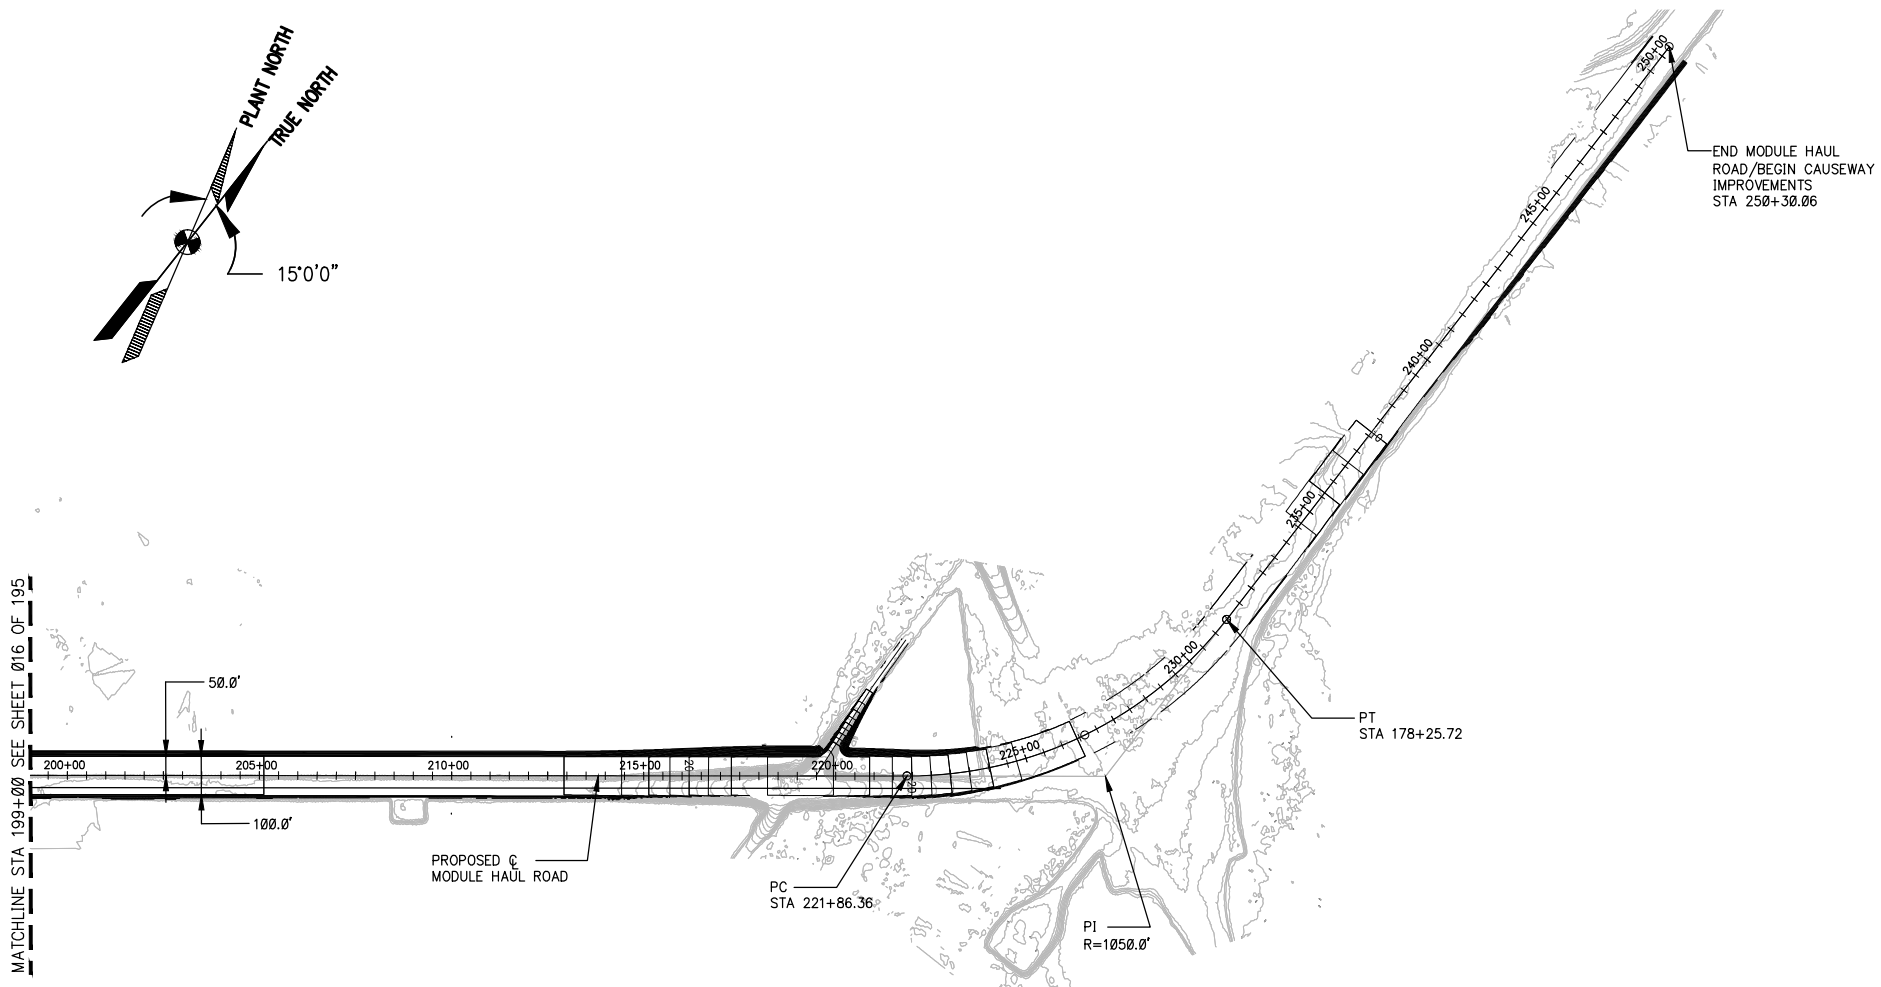 PLANT NORTH
TRUE NORTH
15°0'0"
250+00
END MODULE HAUL
ROAD/BEGIN CAUSEWAY
IMPROVEMENTS
STA 250+30.06
245+00
240+00
235+00
230+00
PT
STA 178+25.72
MATCHLINE STA 199+00 SEE SHEET 016 OF 195
50.0'
200+00
205+00
210+00
215+00
20
220+00
20
225+00
100.0'
PROPOSED ℄
MODULE HAUL ROAD
PC
STA 221+86.36
PI
R=1050.0'